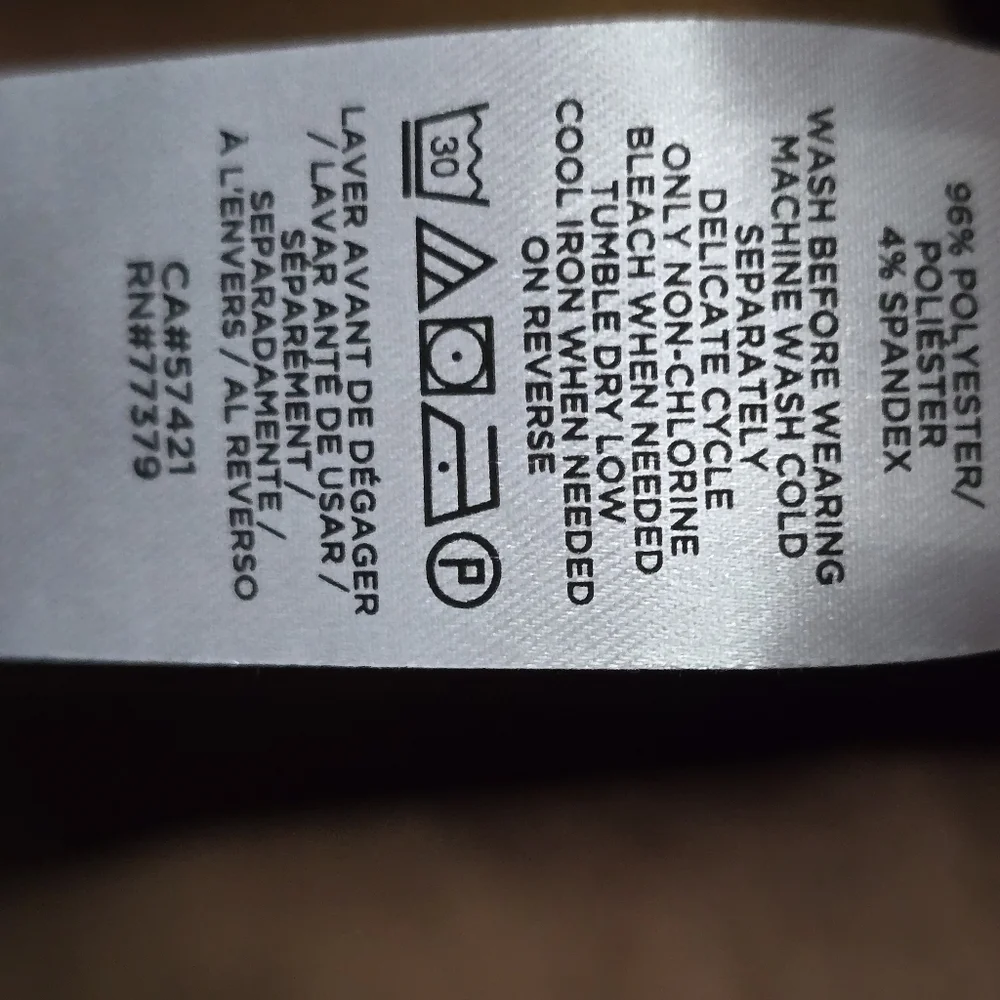 96% POLYESTER/
POLIÉSTER
4% SPANDEX
WASH BEFORE WEARING
MACHINE WASH COLD
SEPARATELY
DELICATE CYCLE
ONLY NON-CHLORINE
BLEACH WHEN NEEDED
TUMBLE DRY LOW
COOL IRON WHEN NEEDED
ON REVERSE
30
P
LAVER AVANT DE DÉGAGER
/ LAVAR ANTE DE USAR /
SÉPARÉMENT /
SEPARADAMENTE /
À L'ENVERS / AL REVERSO
CA#57421
RN#77379